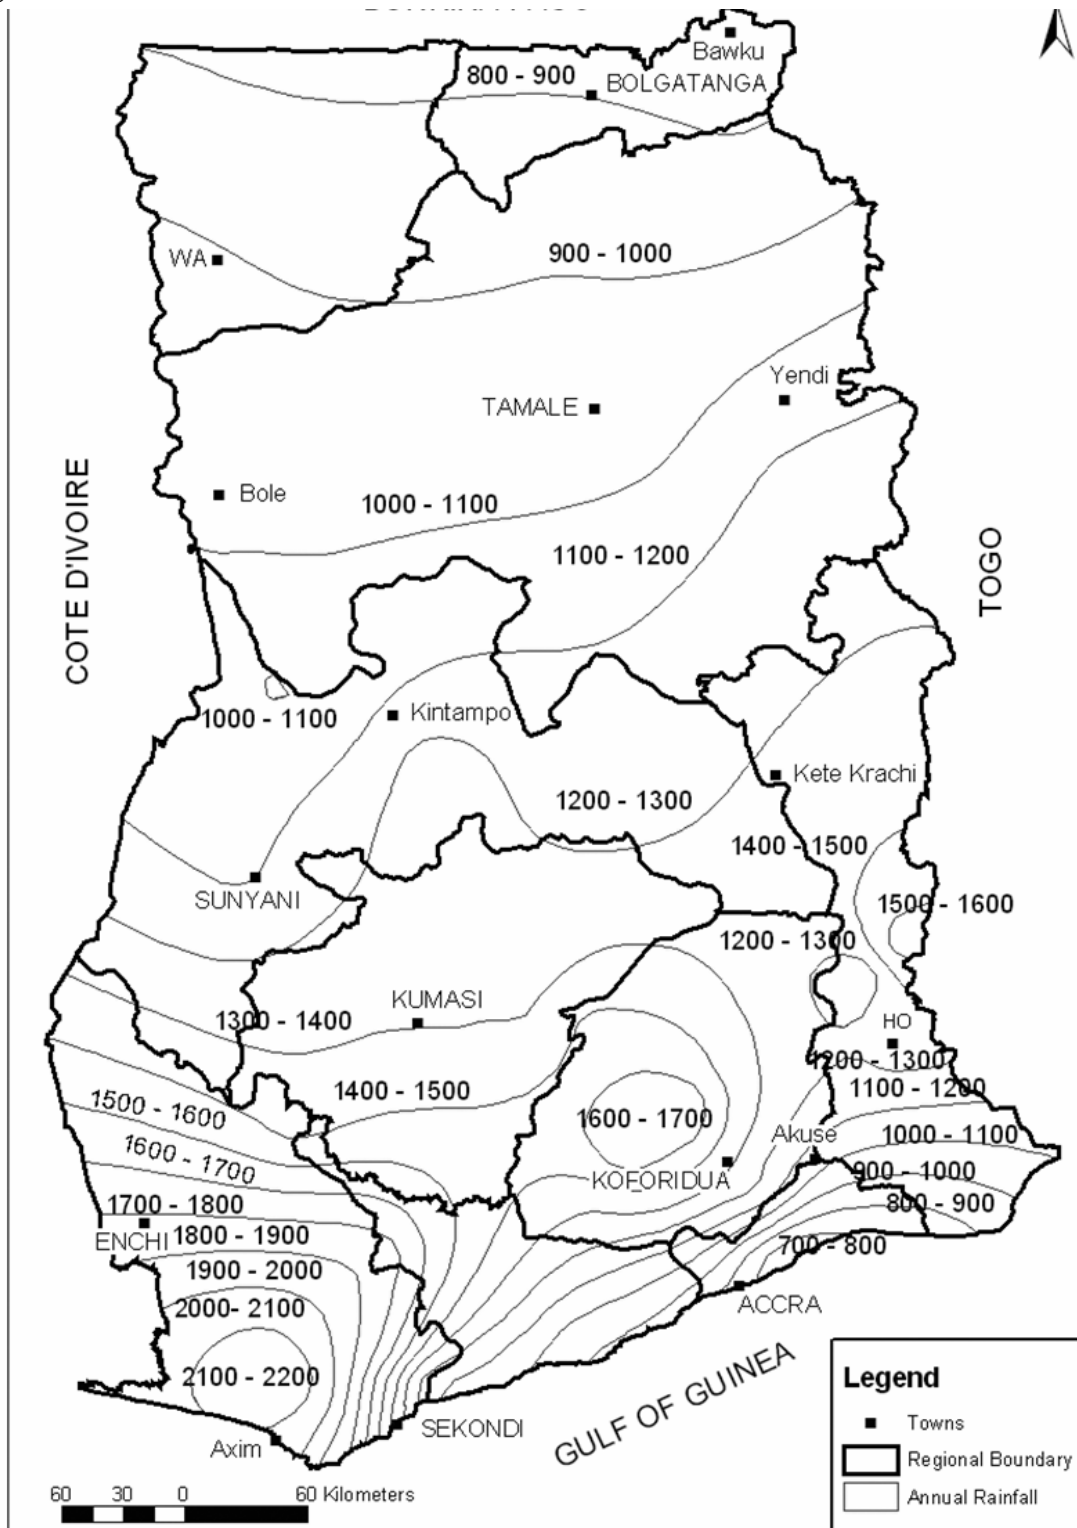 Bawku
800 - 900
BOLGATANGA
WA
900 - 1000
Yendi
TAMALE
Bole
1000 - 1100
1100 - 1200
COTE D'IVOIRE
TOGO
1000 - 1100
Kintampo
Kete Krachi
1200 - 1300
1400 - 1500
SUNYANI
1500 - 1600
1200 - 1300
KUMASI
1300 - 1400
HO
1200 - 1300
1400 - 1500
1100 - 1200
1500 - 1600
1600 - 1700
1000 - 1100
Akuse
1600 - 1700
900 - 1000
KOFORIDUA
800 - 900
1700 - 1800
ENCHI
1800 - 1900
700 - 800
1900 - 2000
ACCRA
2000- 2100
2100 - 2200
GULF OF GUINEA
SEKONDI
Axim
Legend
Towns
Regional Boundary
Annual Rainfall
60 30 0 60 Kilometers